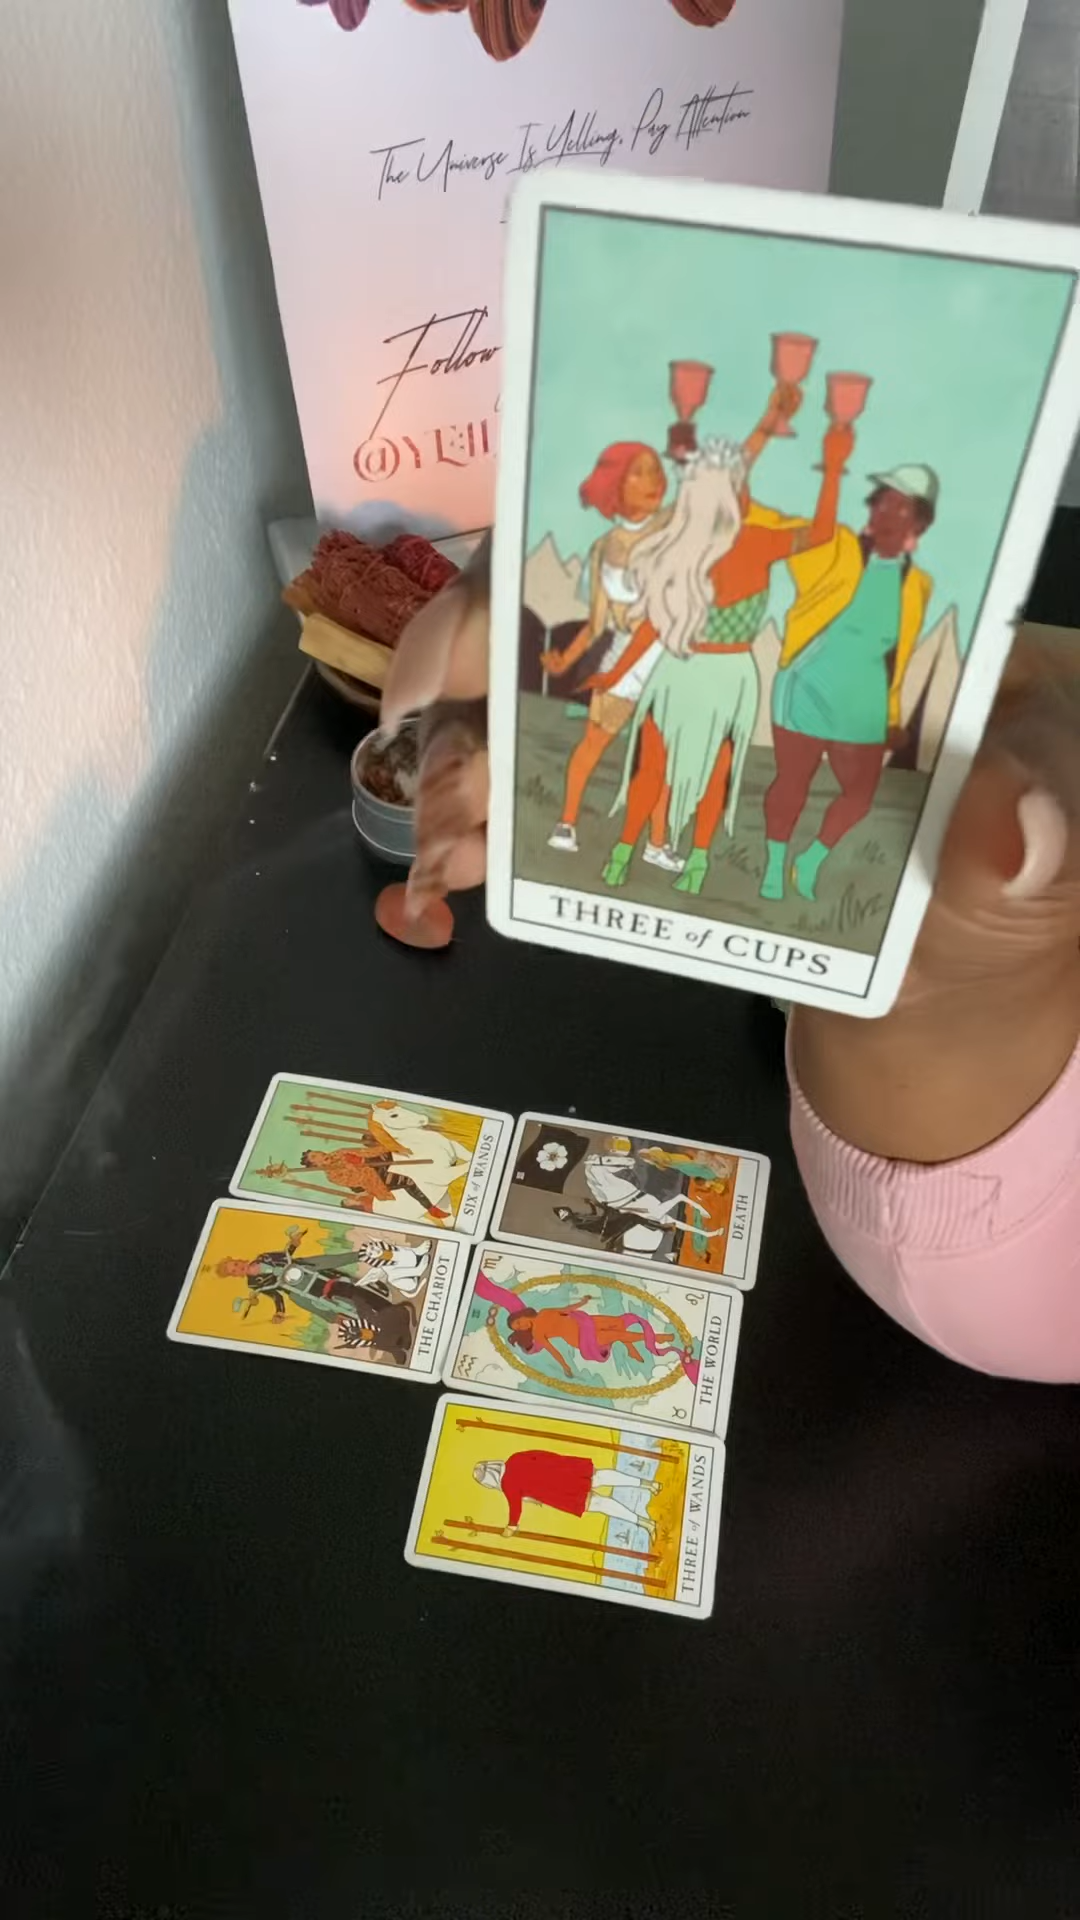 The Universe Is Yelling, Pay Attention
Follow
THREE of CUPS
SIX of WANDS
DEATH
THE CHARIOT
THE WORLD
THREE of WANDS